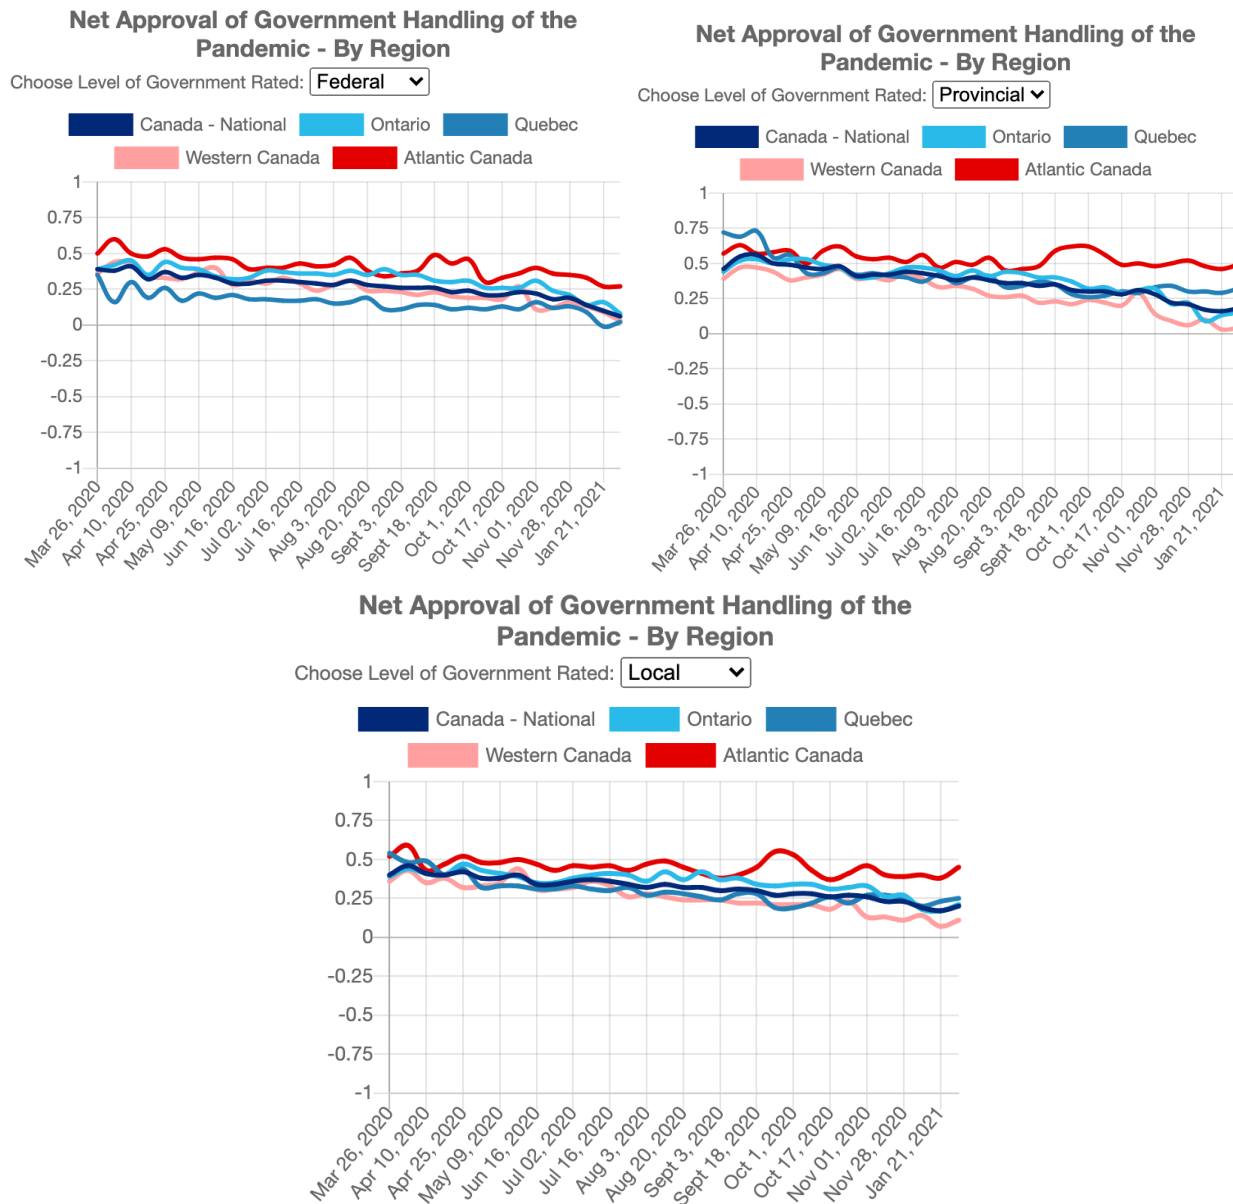 Net Approval of Government Handling of the
Pandemic - By Region
Choose Level of Government Rated: Federal
Canada - National Ontario Quebec
Western Canada Atlantic Canada
1
0.75
0.5
0.25
0
-0.25
-0.5
-0.75
-1
Mar 26, 2020
Apr 10, 2020
Apr 25, 2020
May 09, 2020
Jun 16, 2020
Jul 02, 2020
Jul 16, 2020
Aug 3, 2020
Aug 20, 2020
Sept 3, 2020
Sept 18, 2020
Oct 1, 2020
Oct 17, 2020
Nov 01, 2020
Nov 28, 2020
Jan 21, 2021
Net Approval of Government Handling of the
Pandemic - By Region
Choose Level of Government Rated: Provincial
Canada - National Ontario Quebec
Western Canada Atlantic Canada
1
0.75
0.5
0.25
0
-0.25
-0.5
-0.75
-1
Mar 26, 2020
Apr 10, 2020
Apr 25, 2020
May 09, 2020
Jun 16, 2020
Jul 02, 2020
Jul 16, 2020
Aug 3, 2020
Aug 20, 2020
Sept 3, 2020
Sept 18, 2020
Oct 1, 2020
Oct 17, 2020
Nov 01, 2020
Nov 28, 2020
Jan 21, 2021
Net Approval of Government Handling of the
Pandemic - By Region
Choose Level of Government Rated: Local
Canada - National Ontario Quebec
Western Canada Atlantic Canada
1
0.75
0.5
0.25
0
-0.25
-0.5
-0.75
-1
Mar 26, 2020
Apr 10, 2020
Apr 25, 2020
May 09, 2020
Jun 16, 2020
Jul 02, 2020
Jul 16, 2020
Aug 3, 2020
Aug 20, 2020
Sept 3, 2020
Sept 18, 2020
Oct 1, 2020
Oct 17, 2020
Nov 01, 2020
Nov 28, 2020
Jan 21, 2021